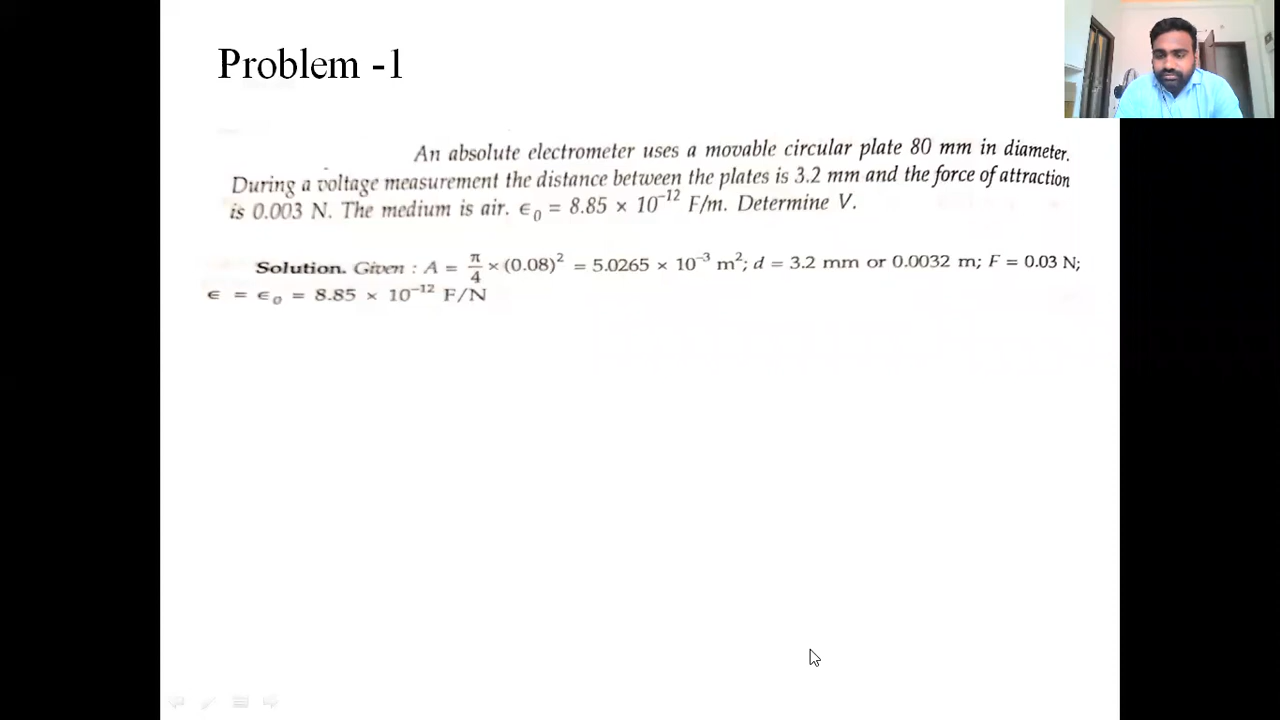 Problem -1
An absolute electrometer uses a movable circular plate 80 mm in diameter.
During a voltage measurement the distance between the plates is 3.2 mm and the force of attraction
is 0.003 N. The medium is air. ϵ₀ = 8.85 × 10⁻¹² F/m. Determine V.
Solution. Given : A = π/4 × (0.08)² = 5.0265 × 10⁻³ m²; d = 3.2 mm or 0.0032 m; F = 0.03 N;
ϵ = ϵ₀ = 8.85 × 10⁻¹² F/N